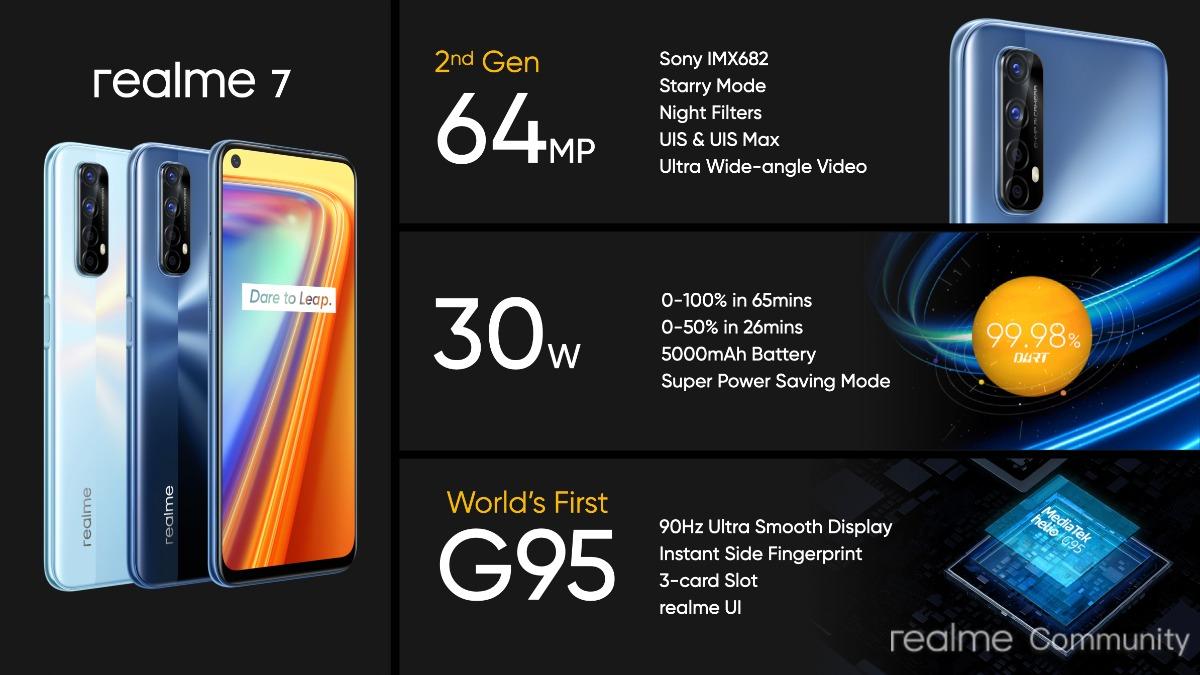 realme 7
Dare to Leap.
realme
realme
2nd Gen
64MP
Sony IMX682
Starry Mode
Night Filters
UIS & UIS Max
Ultra Wide-angle Video
30W
0-100% in 65mins
0-50% in 26mins
5000mAh Battery
Super Power Saving Mode
99.98%
DART
World's First
G95
90Hz Ultra Smooth Display
Instant Side Fingerprint
3-card Slot
realme UI
MediaTek
helio G95
realme Community